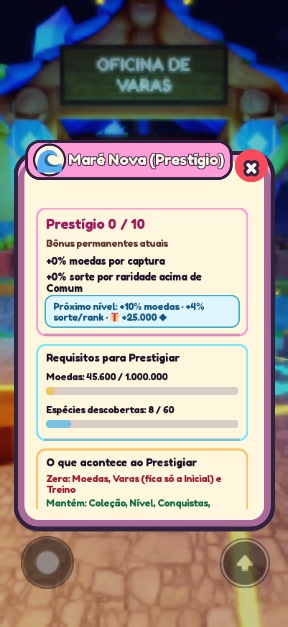 OFICINA DE
VARAS
Maré Nova (Prestígio)
Prestígio 0 / 10
Bônus permanentes atuais
+0% moedas por captura
+0% sorte por raridade acima de
Comum
Próximo nível: +10% moedas · +4%
sorte/rank · 🎁 +25.000 ◆
Requisitos para Prestigiar
Moedas: 45.600 / 1.000.000
Espécies descobertas: 8 / 60
O que acontece ao Prestigiar
Zera: Moedas, Varas (fica só a Inicial) e
Treino
Mantém: Coleção, Nível, Conquistas,